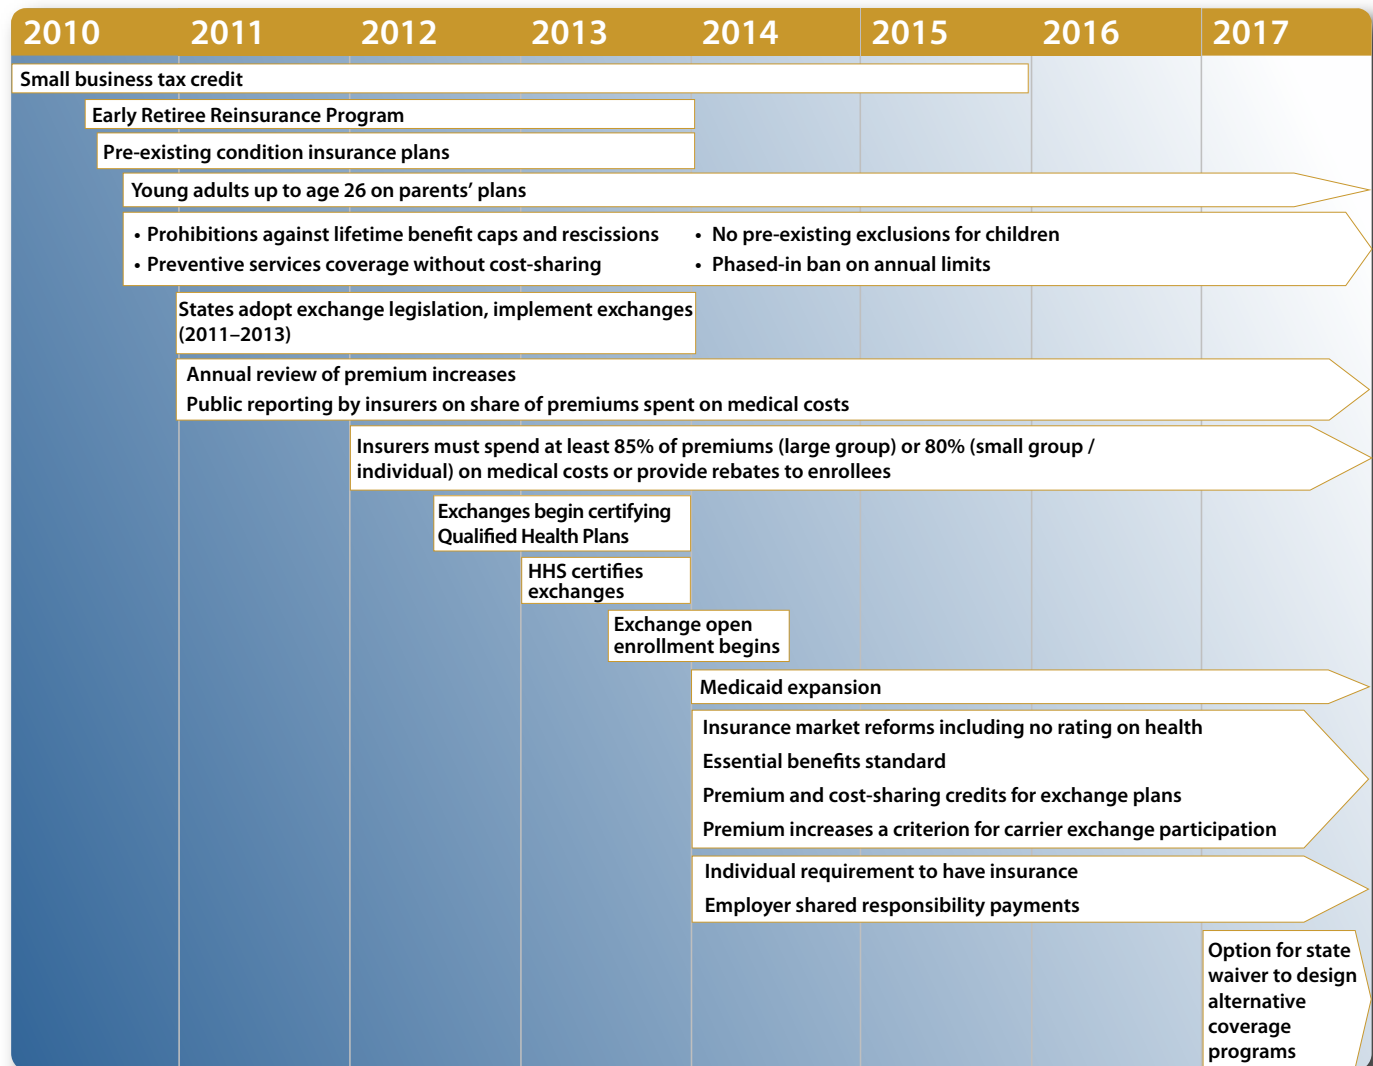 2010 2011 2012 2013 2014 2015 2016 2017
Small business tax credit
Early Retiree Reinsurance Program
Pre-existing condition insurance plans
Young adults up to age 26 on parents’ plans
• Prohibitions against lifetime benefit caps and rescissions • No pre-existing exclusions for children
• Preventive services coverage without cost-sharing • Phased-in ban on annual limits
States adopt exchange legislation, implement exchanges
(2011–2013)
Annual review of premium increases
Public reporting by insurers on share of premiums spent on medical costs
Insurers must spend at least 85% of premiums (large group) or 80% (small group /
individual) on medical costs or provide rebates to enrollees
Exchanges begin certifying
Qualified Health Plans
HHS certifies
exchanges
Exchange open
enrollment begins
Medicaid expansion
Insurance market reforms including no rating on health
Essential benefits standard
Premium and cost-sharing credits for exchange plans
Premium increases a criterion for carrier exchange participation
Individual requirement to have insurance
Employer shared responsibility payments
Option for state
waiver to design
alternative
coverage
programs